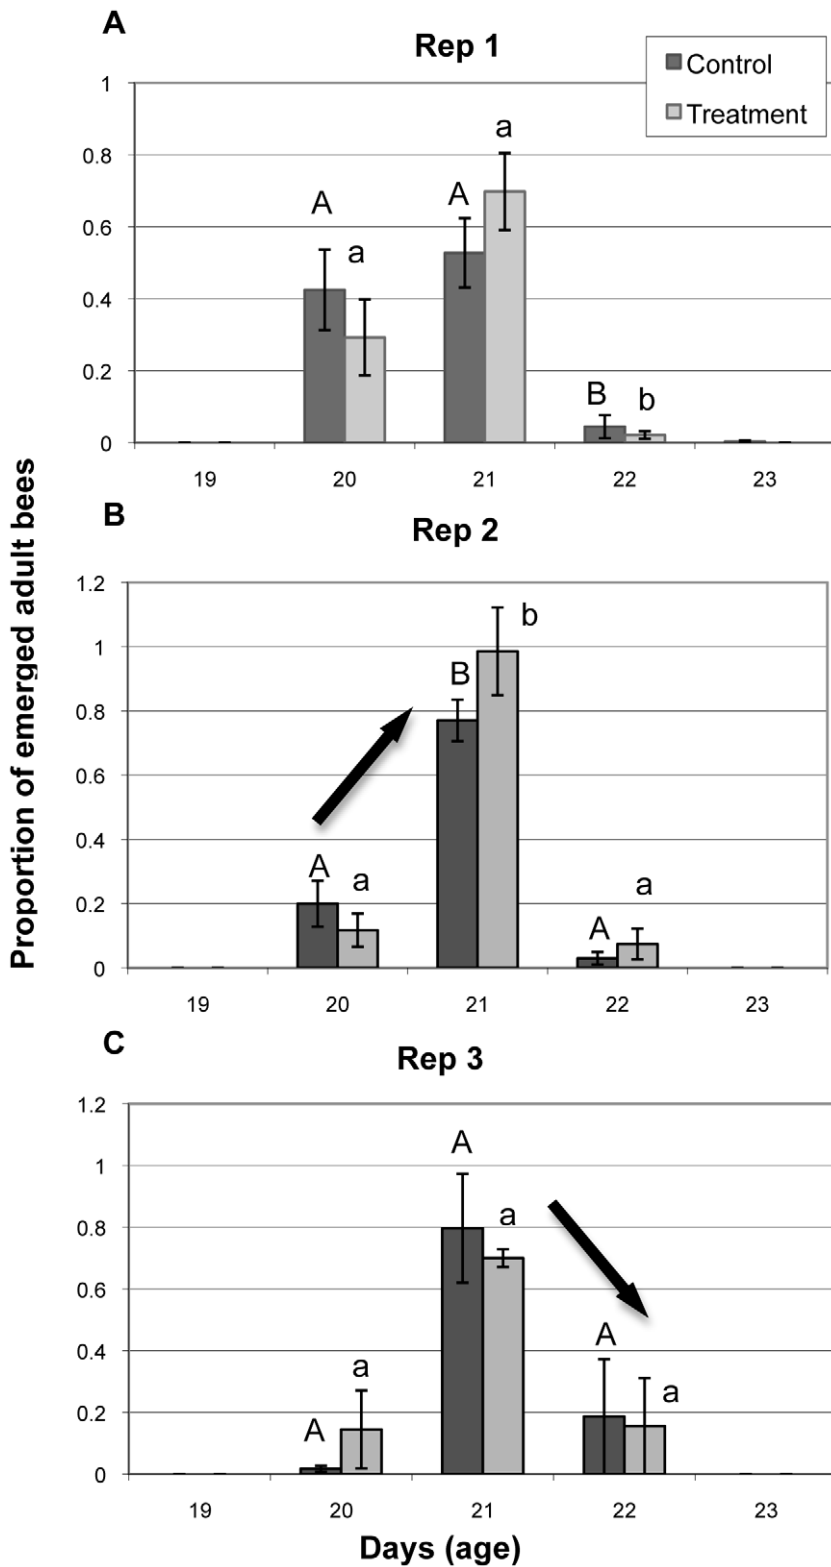 A
Rep 1
Control
Treatment
1
0.8
0.6
0.4
0.2
0
A
a
A
a
B
b
19 20 21 22 23
B
Rep 2
1.2
1
0.8
0.6
0.4
0.2
0
A
a
B
b
A
a
19 20 21 22 23
C
Rep 3
1.2
1
0.8
0.6
0.4
0.2
0
A
a
A
a
A
a
19 20 21 22 23
Days (age)
Proportion of emerged adult bees